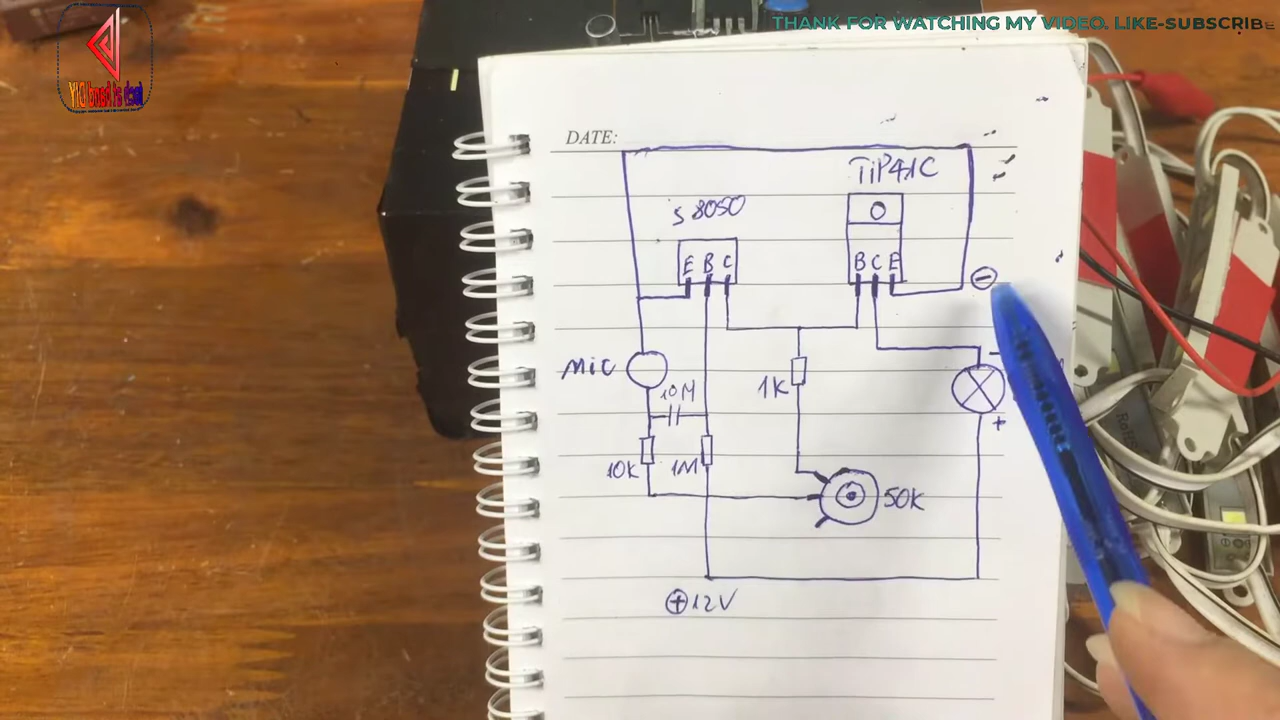 THANK FOR WATCHING MY VIDEO. LIKE-SUBSCRIBE
DATE:
TiP41C
S 8050
E B C
B C E
MiC
10M
1K
10K
1M
50K
+
+12V